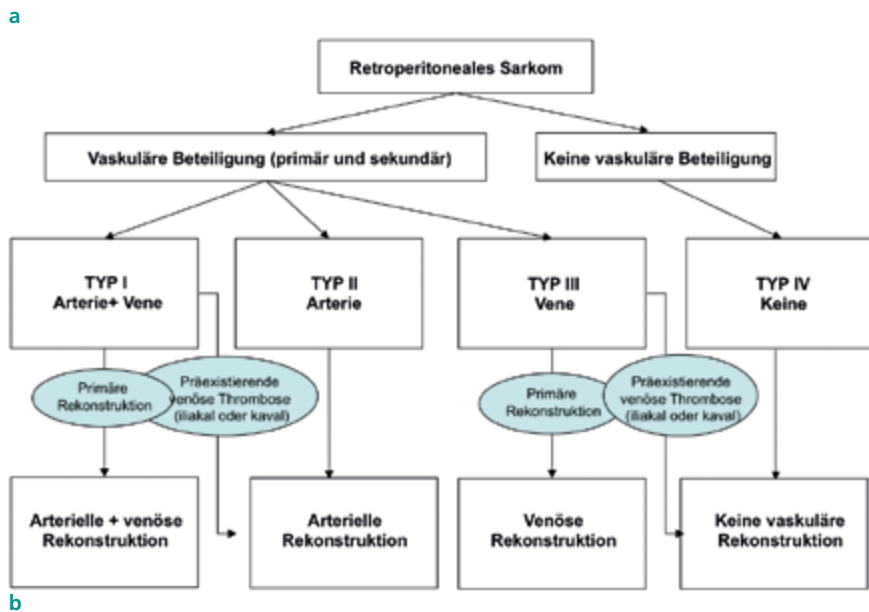 a
Retroperitoneales Sarkom
Vaskuläre Beteiligung (primär und sekundär)
Keine vaskuläre Beteiligung
TYP I
Arterie+ Vene
TYP II
Arterie
TYP III
Vene
TYP IV
Keine
Primäre
Rekonstruktion
Präexistierende
venöse Thrombose
(iliakal oder kaval)
Primäre
Rekonstruktion
Präexistierende
venöse Thrombose
(iliakal oder kaval)
Arterielle + venöse
Rekonstruktion
Arterielle
Rekonstruktion
Venöse
Rekonstruktion
Keine vaskuläre
Rekonstruktion
b